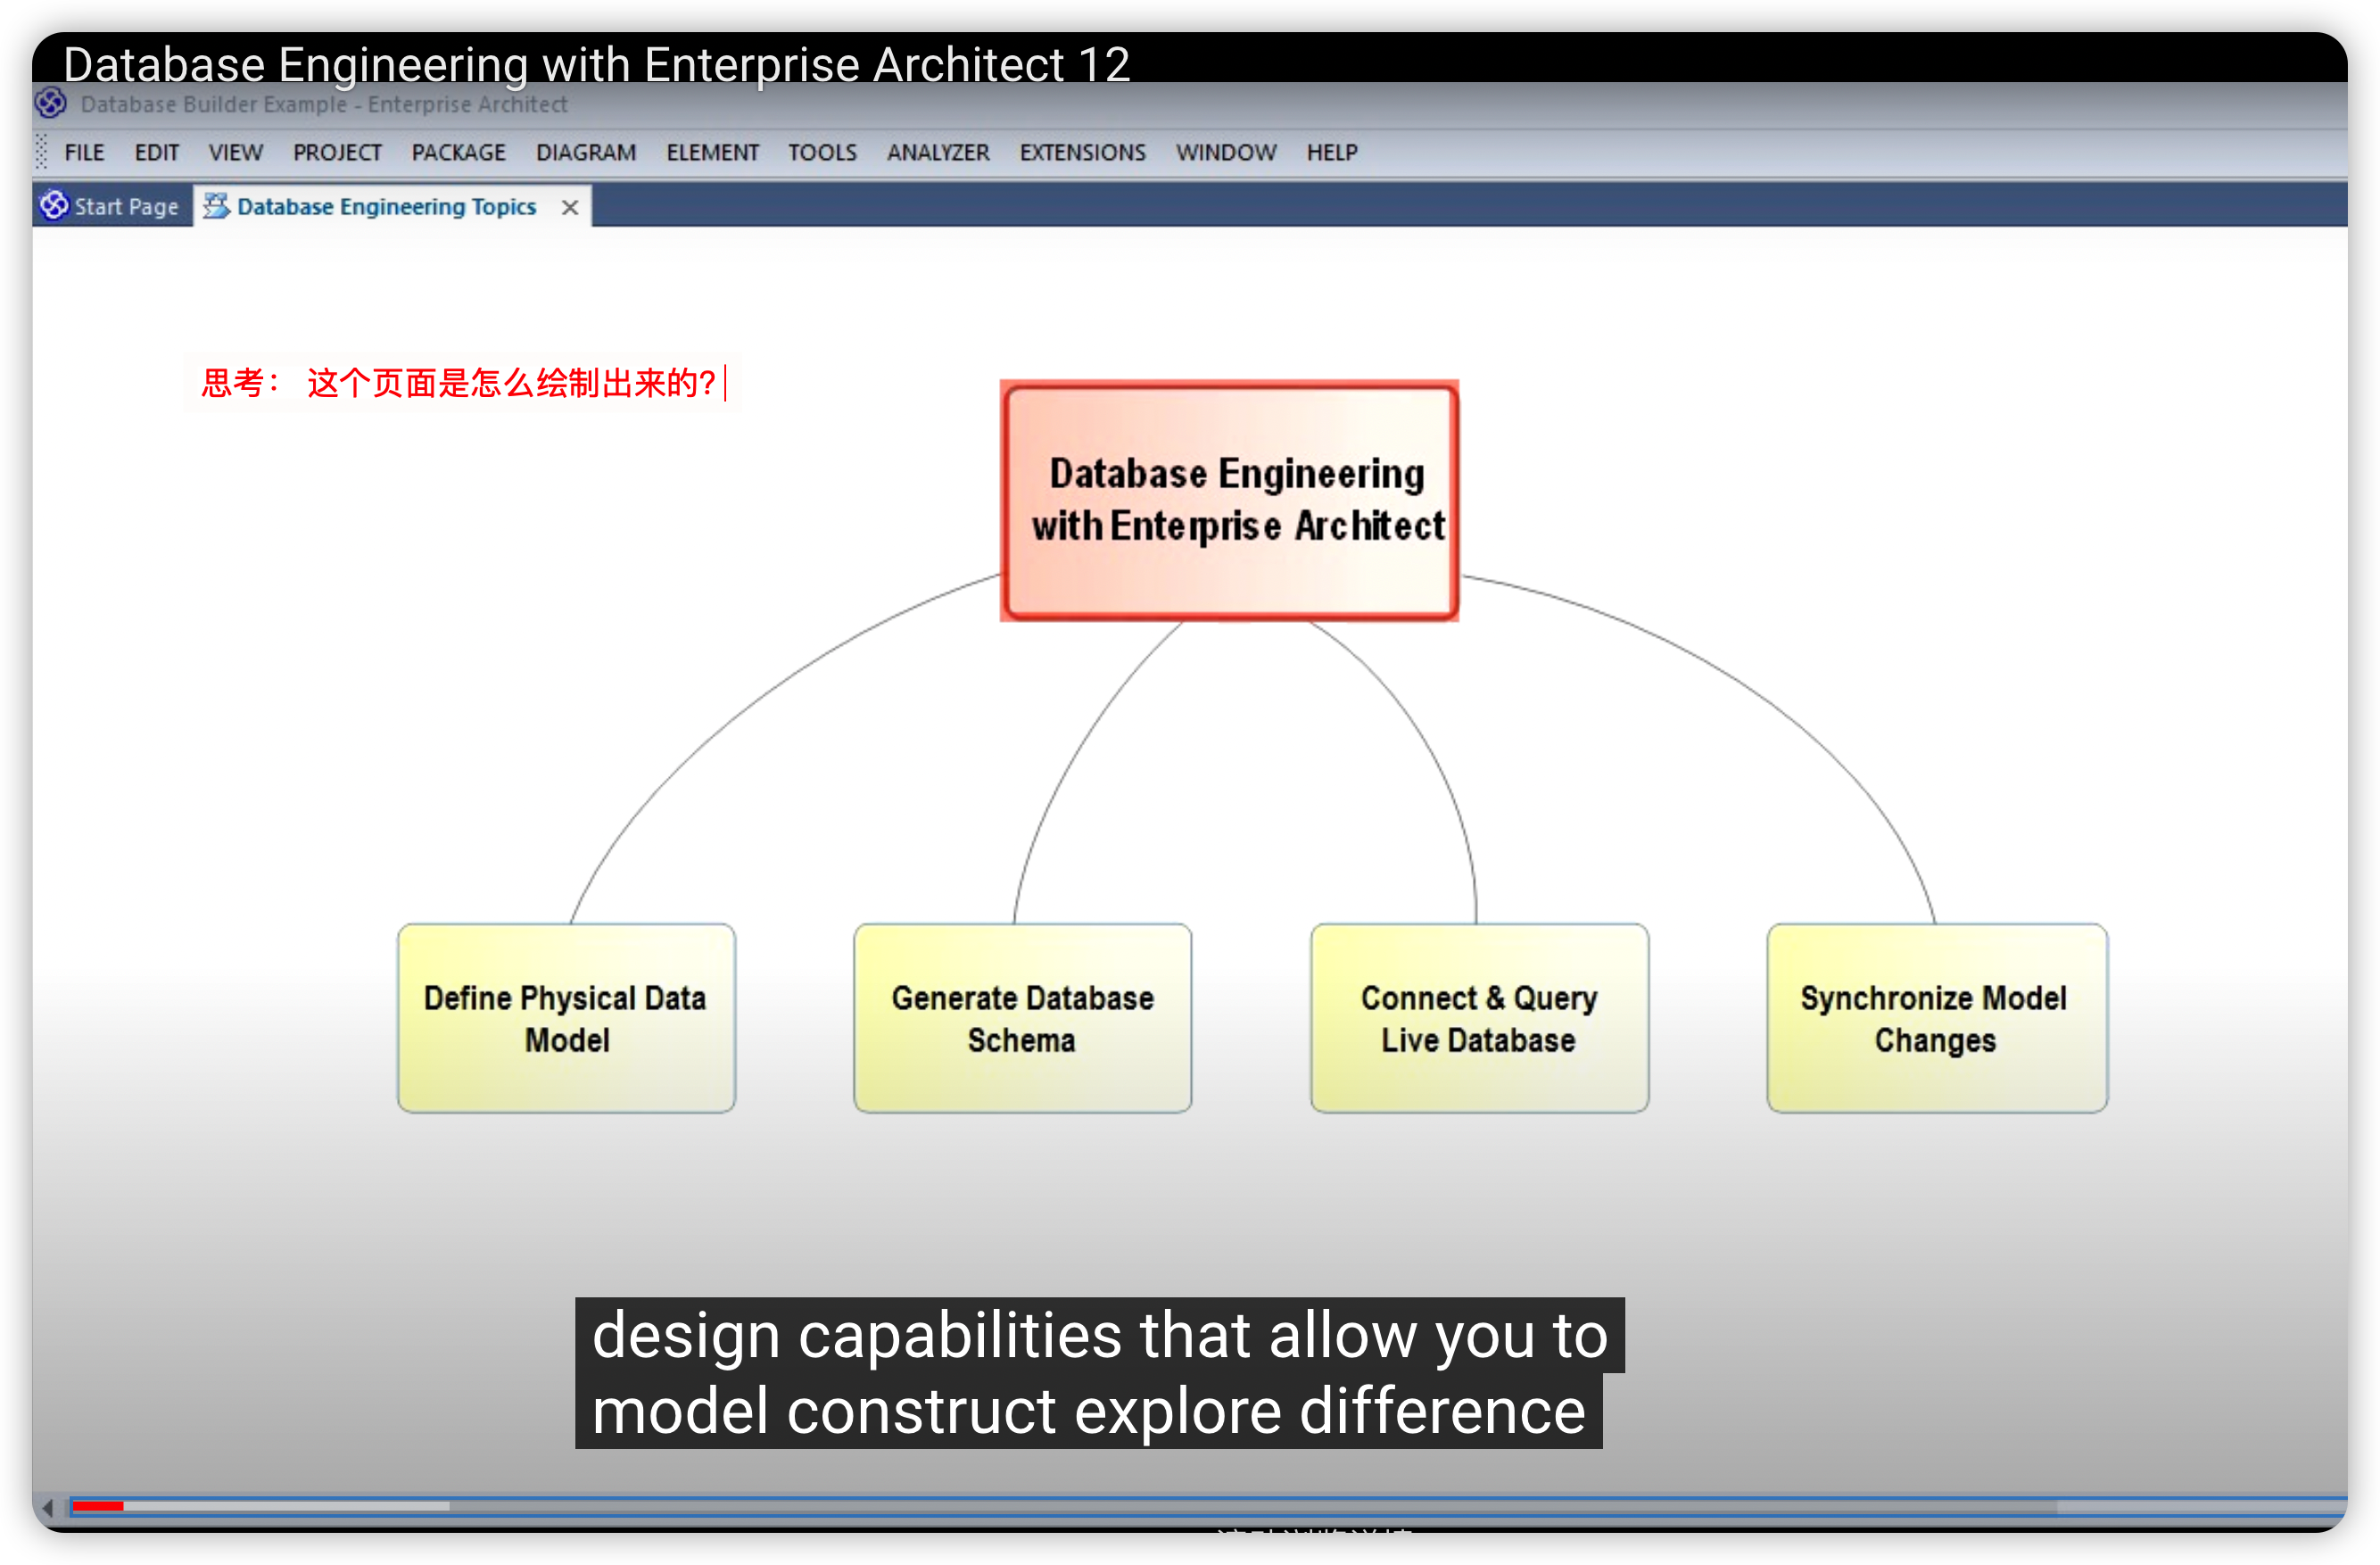 Database Engineering with Enterprise Architect 12
Database Builder Example - Enterprise Architect
FILE EDIT VIEW PROJECT PACKAGE DIAGRAM ELEMENT TOOLS ANALYZER EXTENSIONS WINDOW HELP
Start Page Database Engineering Topics
思考： 这个页面是怎么绘制出来的？
Database Engineering
with Enterprise Architect
Define Physical Data
Model
Generate Database
Schema
Connect & Query
Live Database
Synchronize Model
Changes
design capabilities that allow you to
model construct explore difference